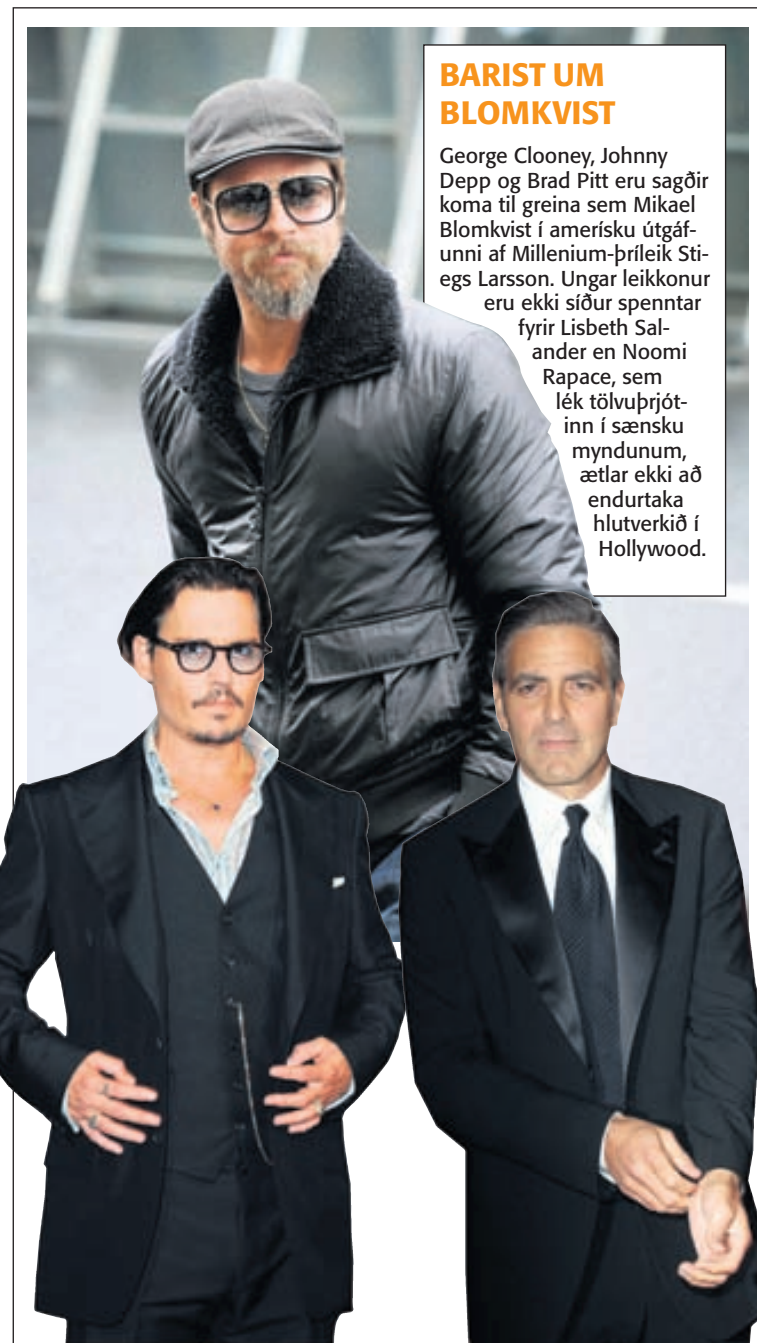 BARIST UM
BLOMKVIST
George Clooney, Johnny
Depp og Brad Pitt eru sagðir
koma til greina sem Mikael
Blomkvist í amerísku útgáf-
unni af Millenium-þríleik Sti-
egs Larsson. Ungar leikkonur
eru ekki síður spenntar
fyrir Lisbeth Sal-
ander en Noomi
Rapace, sem
lék tölvuþrjót-
inn í sænsku
myndunum,
ætlar ekki að
endurtaka
hlutverkið í
Hollywood.